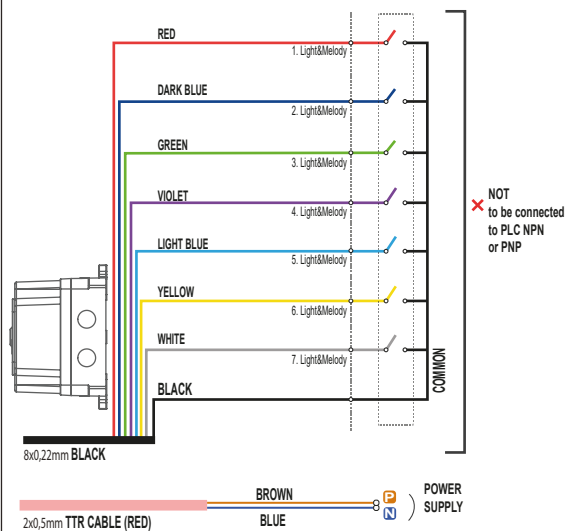 RED
1. Light&Melody
DARK BLUE
2. Light&Melody
GREEN
3. Light&Melody
VIOLET
4. Light&Melody
LIGHT BLUE
5. Light&Melody
YELLOW
6. Light&Melody
WHITE
7. Light&Melody
BLACK
COMMON
NOT
to be connected
to PLC NPN
or PNP
8x0,22mm BLACK
2x0,5mm TTR CABLE (RED)
BROWN
BLUE
P
N
POWER
SUPPLY